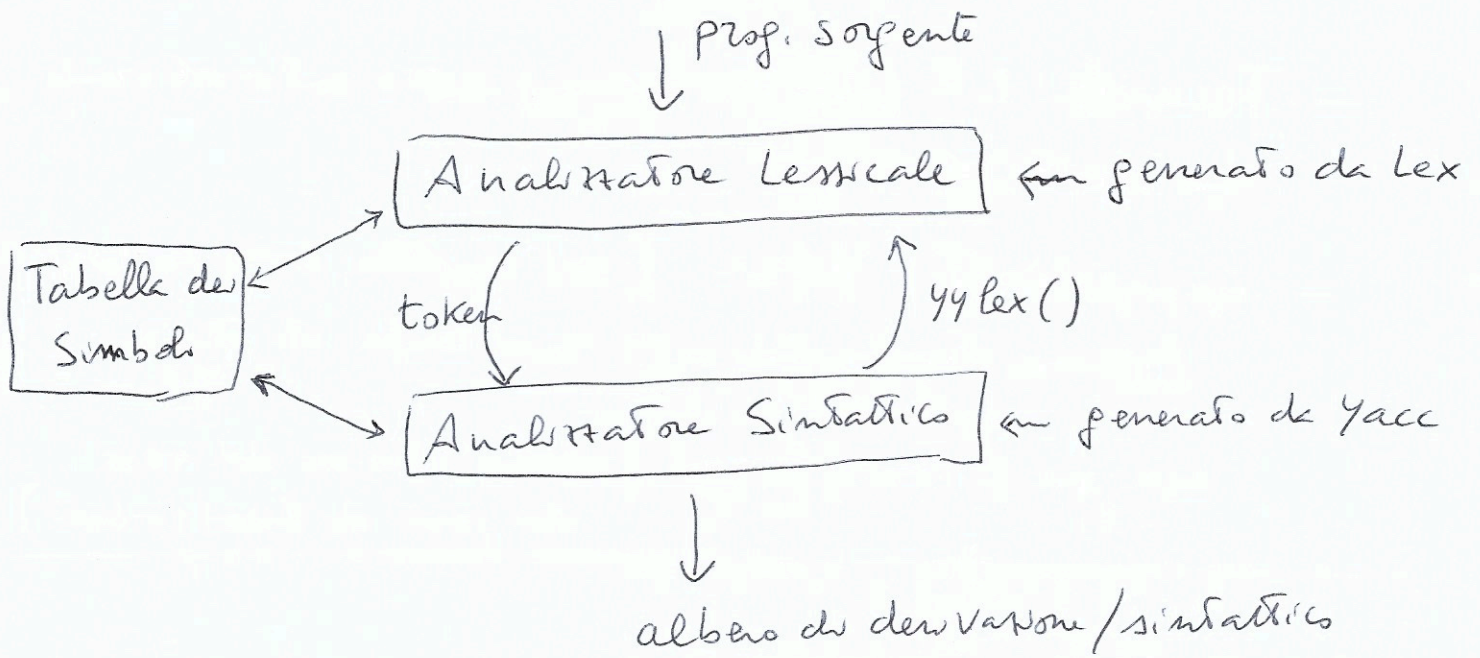 prog. sorgente
Analizzatore Lessicale
generato da Lex
Tabella dei
Simboli
token
yylex()
Analizzatore Sintattico
generato da Yacc
albero di derivazione/sintattico